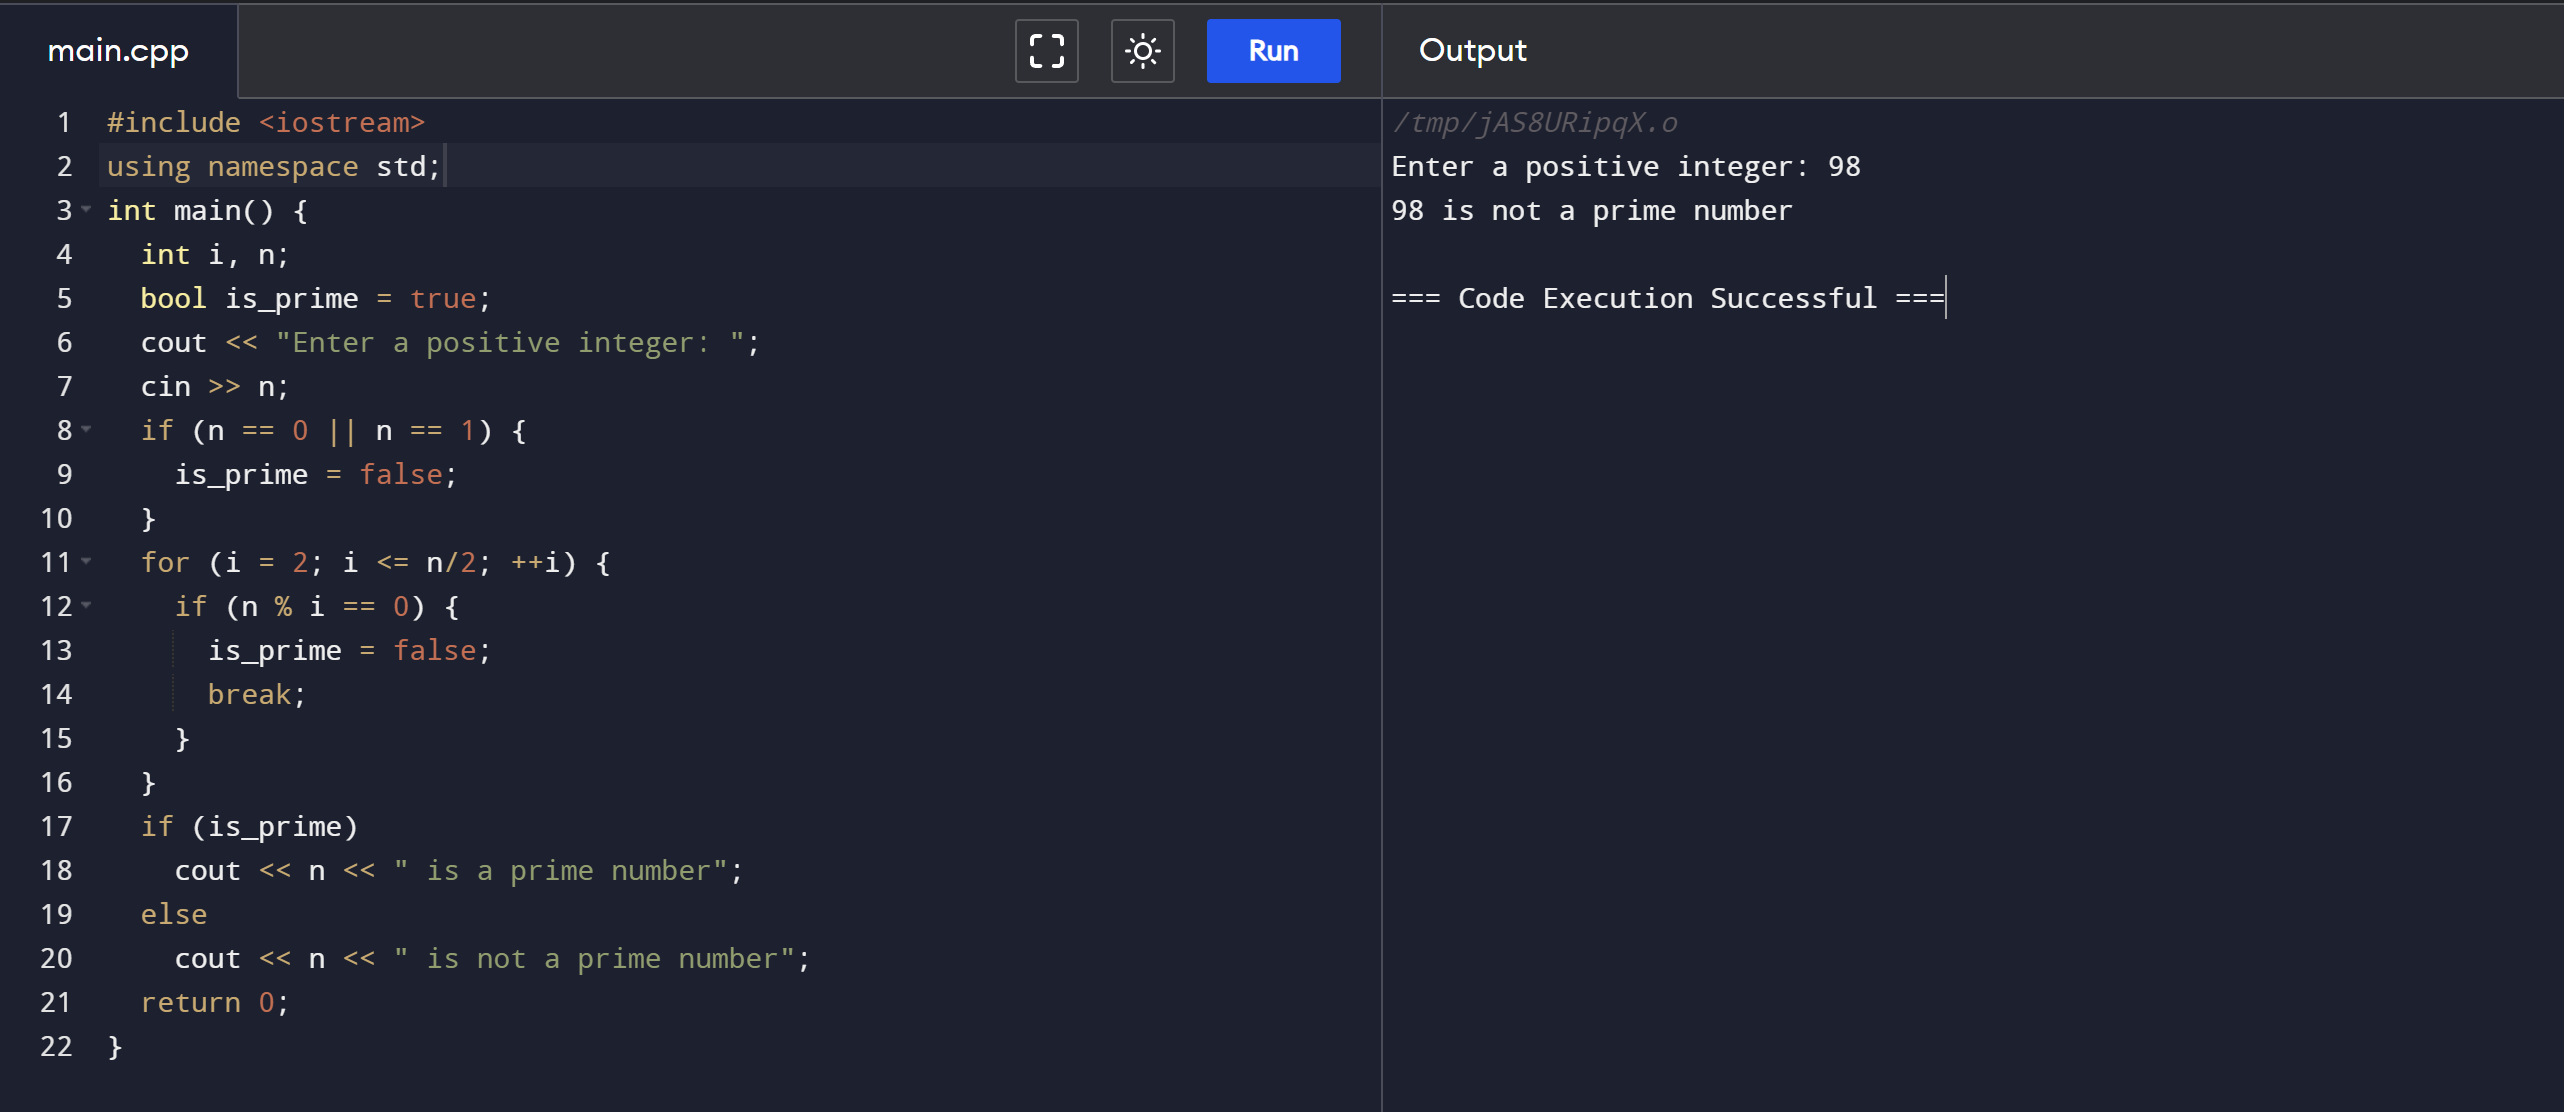 main.cpp
Run
Output
1 #include <iostream>
2 using namespace std;
3 int main() {
4   int i, n;
5   bool is_prime = true;
6   cout << "Enter a positive integer: ";
7   cin >> n;
8   if (n == 0 || n == 1) {
9     is_prime = false;
10   }
11   for (i = 2; i <= n/2; ++i) {
12     if (n % i == 0) {
13       is_prime = false;
14       break;
15     }
16   }
17   if (is_prime)
18     cout << n << " is a prime number";
19   else
20     cout << n << " is not a prime number";
21   return 0;
22 }
/tmp/jAS8URipqX.o
Enter a positive integer: 98
98 is not a prime number
=== Code Execution Successful ===